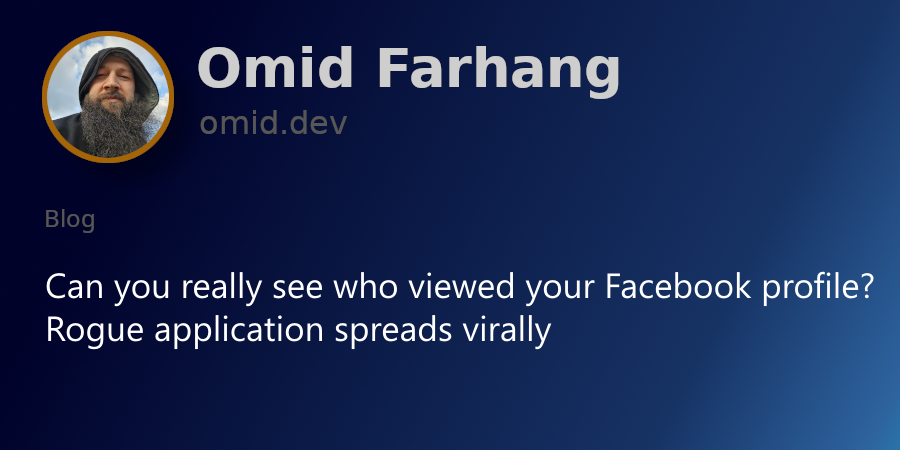 Omid Farhang
omid.dev
Blog
Can you really see who viewed your Facebook profile?
Rogue application spreads virally